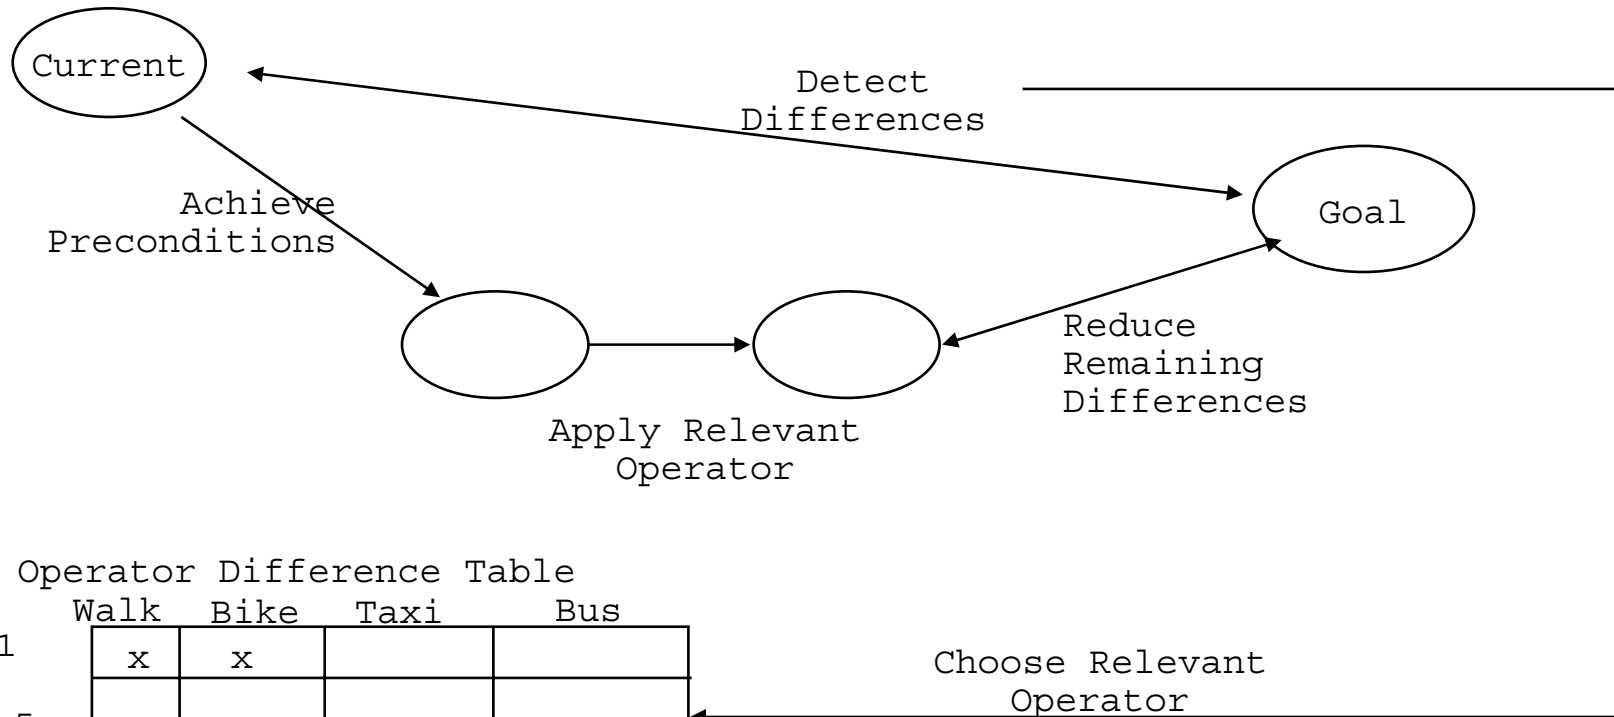 Current
Detect
Differences
Achieve
Preconditions
Goal
Reduce
Remaining
Differences
Apply Relevant
Operator
Operator Difference Table
Walk Bike Taxi Bus
1
x x
Choose Relevant
Operator